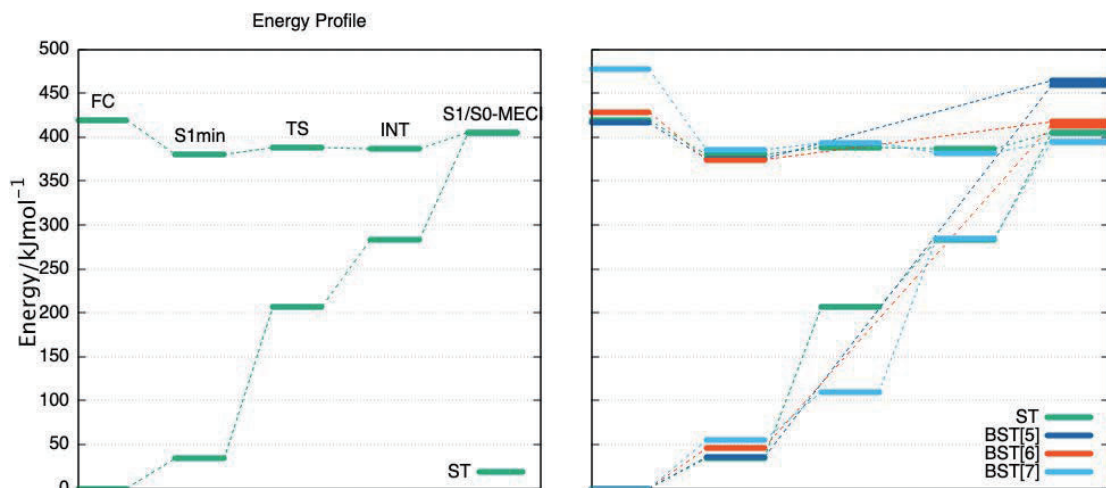 Energy Profile
500
450
400
350
300
250
200
150
100
50
0
Energy/kJmol⁻¹
FC
S1min
TS
INT
S1/S0-MECI
ST
ST
BST[5]
BST[6]
BST[7]